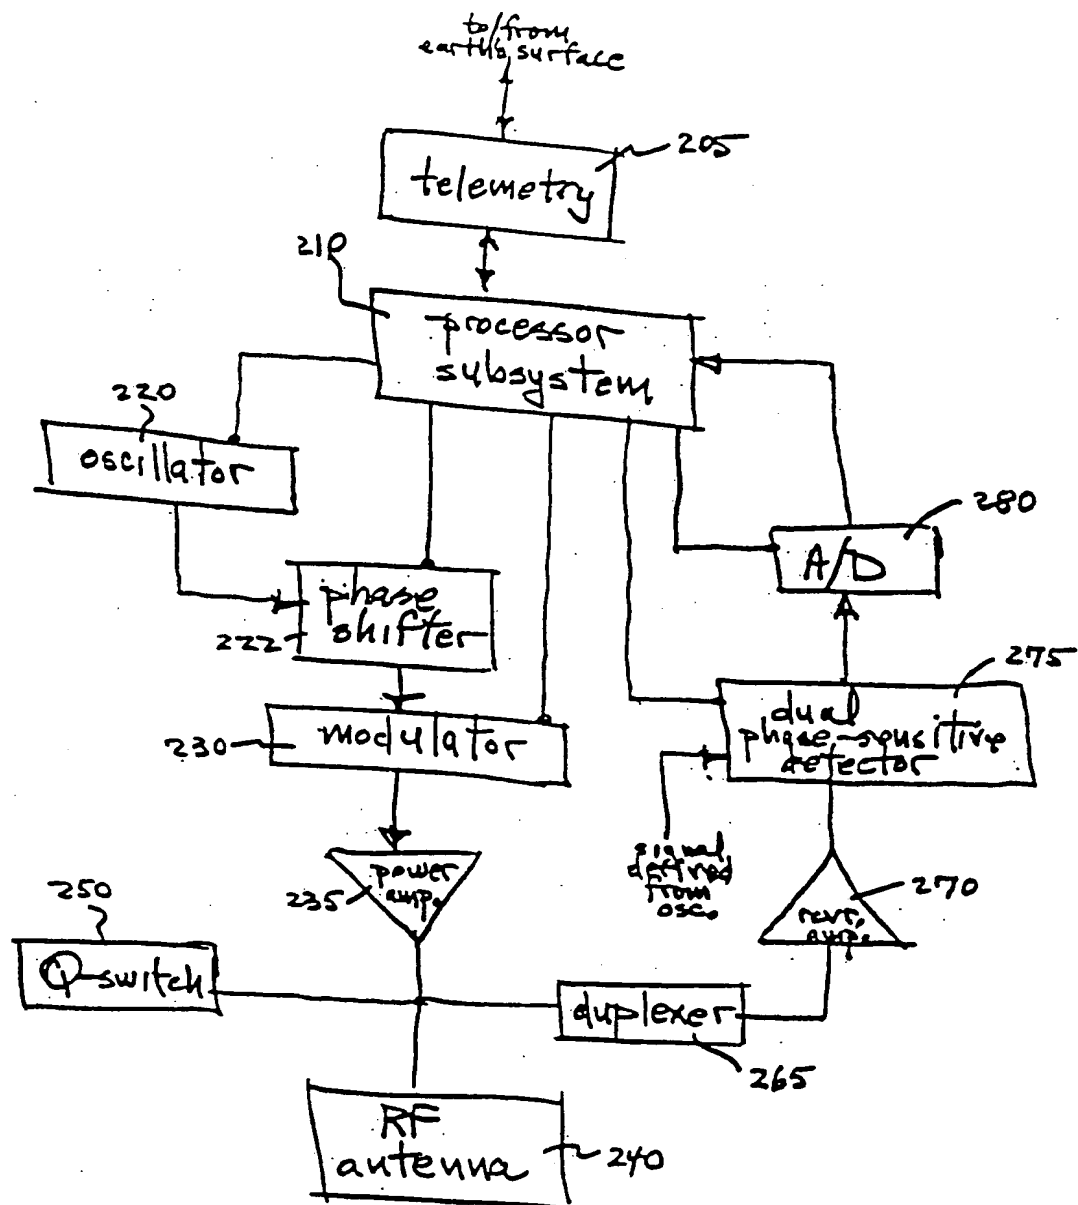 to/from
earth's surface
205
telemetry
210
processor
subsystem
220
oscillator
280
A/D
phase
shifter
222
275
dual
phase-sensitive
detector
modulator
230
signal
derived
from
osc.
power
amp.
235
270
rcvr.
amp.
250
Q-switch
duplexer
265
RF
antenna
240